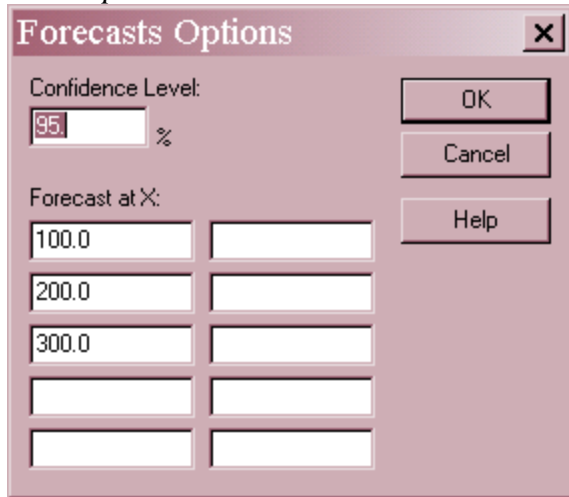 Forecasts Options
Confidence Level:
95.
%
OK
Cancel
Help
Forecast at X:
100.0
200.0
300.0